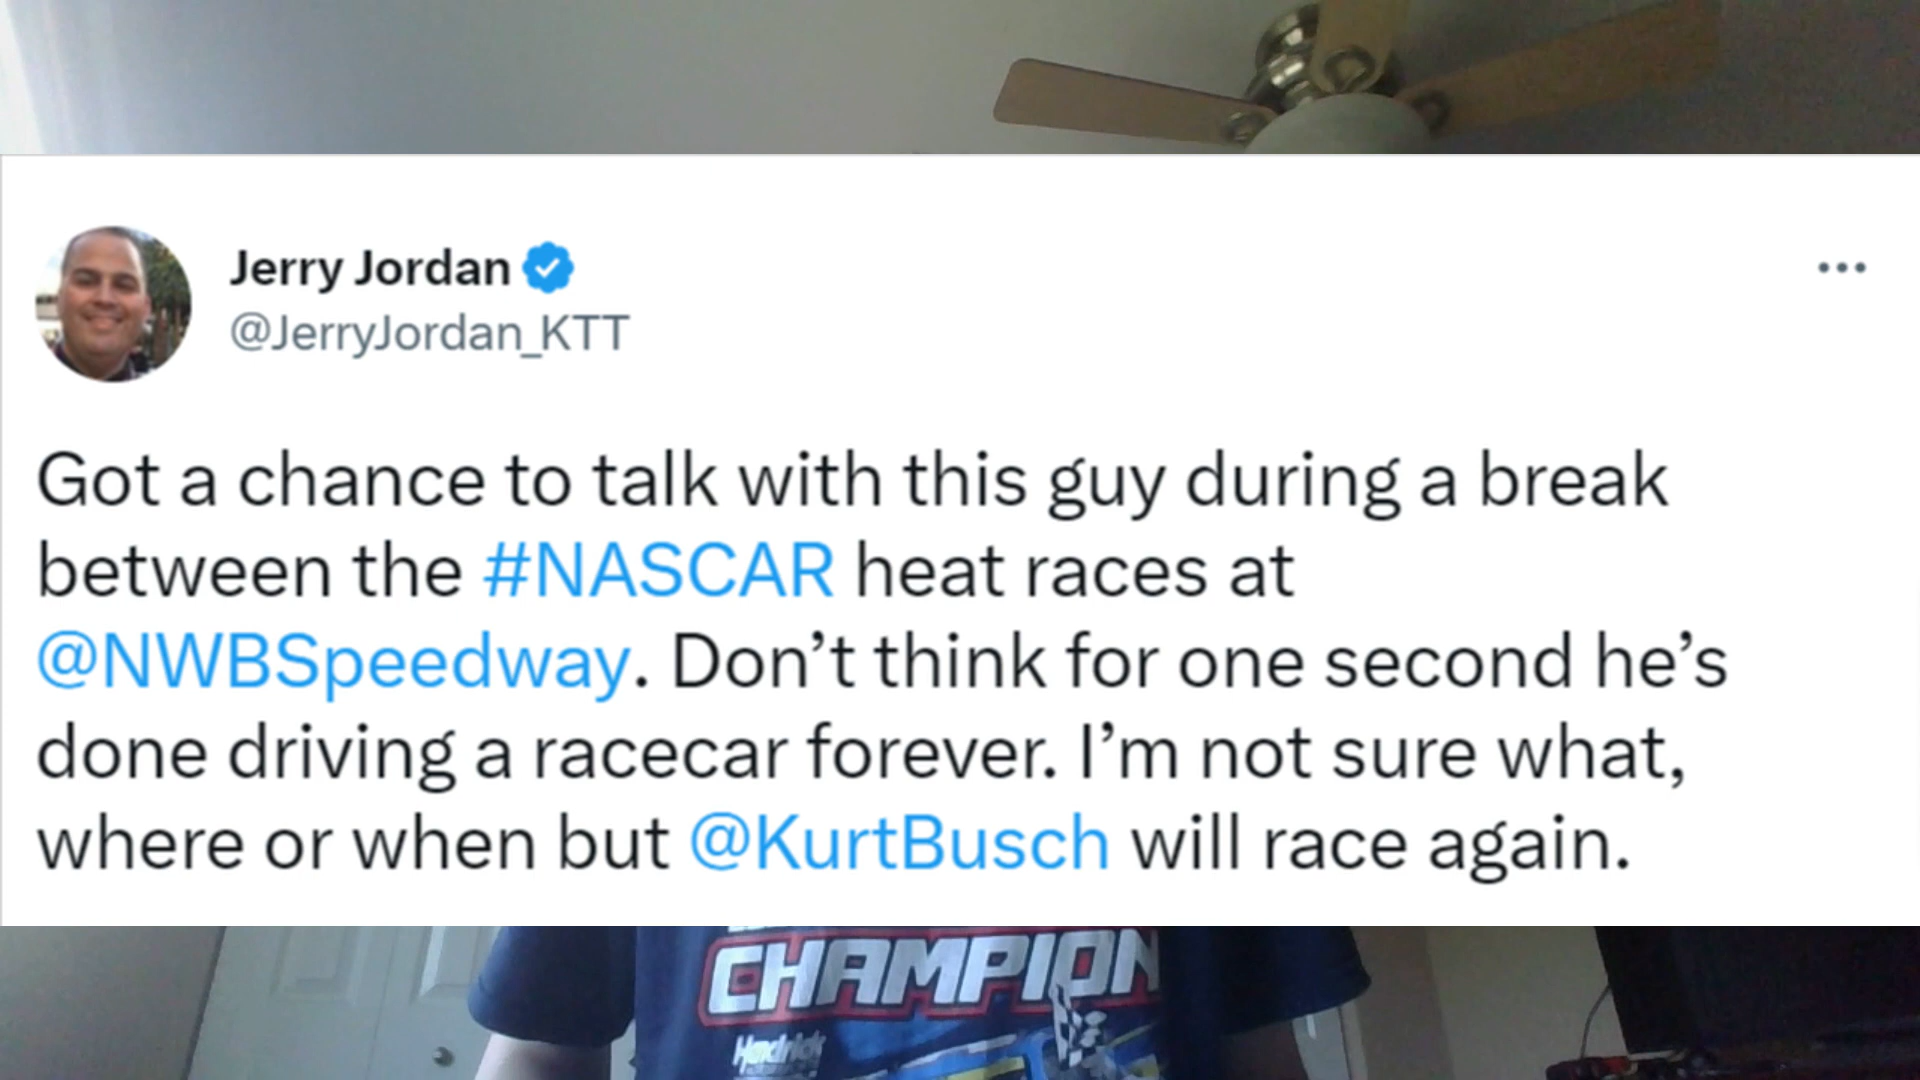 Jerry Jordan
@JerryJordan_KTT
Got a chance to talk with this guy during a break
between the #NASCAR heat races at
@NWBSpeedway. Don’t think for one second he’s
done driving a racecar forever. I’m not sure what,
where or when but @KurtBusch will race again.
CHAMPION
Hendrick